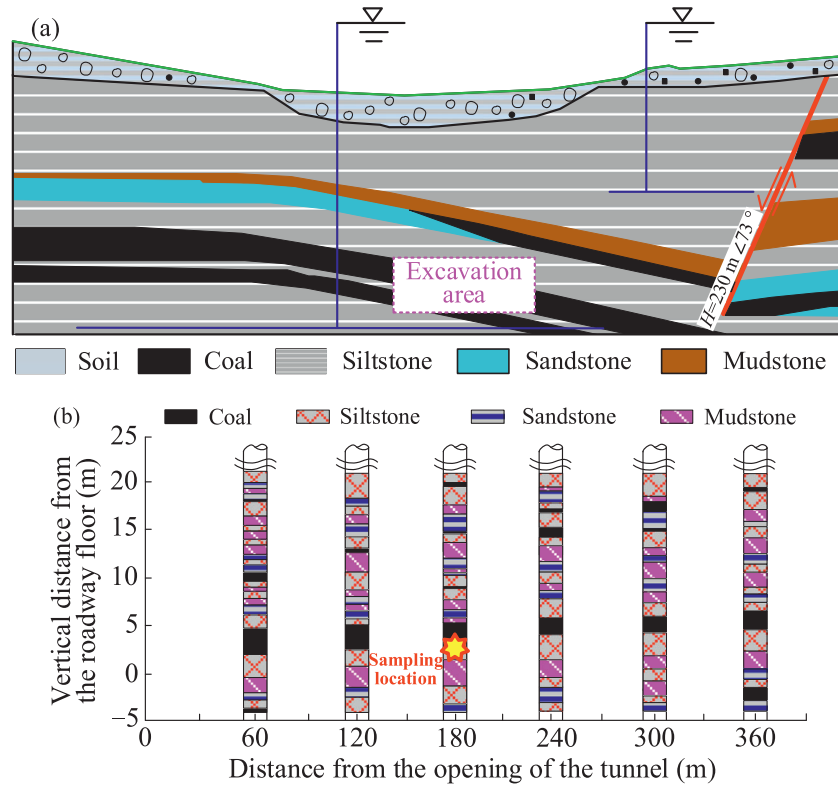 (a)
Excavation
area
H=230 m ∠73 °
Soil Coal Siltstone Sandstone Mudstone
(b) Coal Siltstone Sandstone Mudstone
Vertical distance from
the roadway floor (m)
25
20
15
10
5
0
−5
Sampling
location
0 60 120 180 240 300 360
Distance from the opening of the tunnel (m)